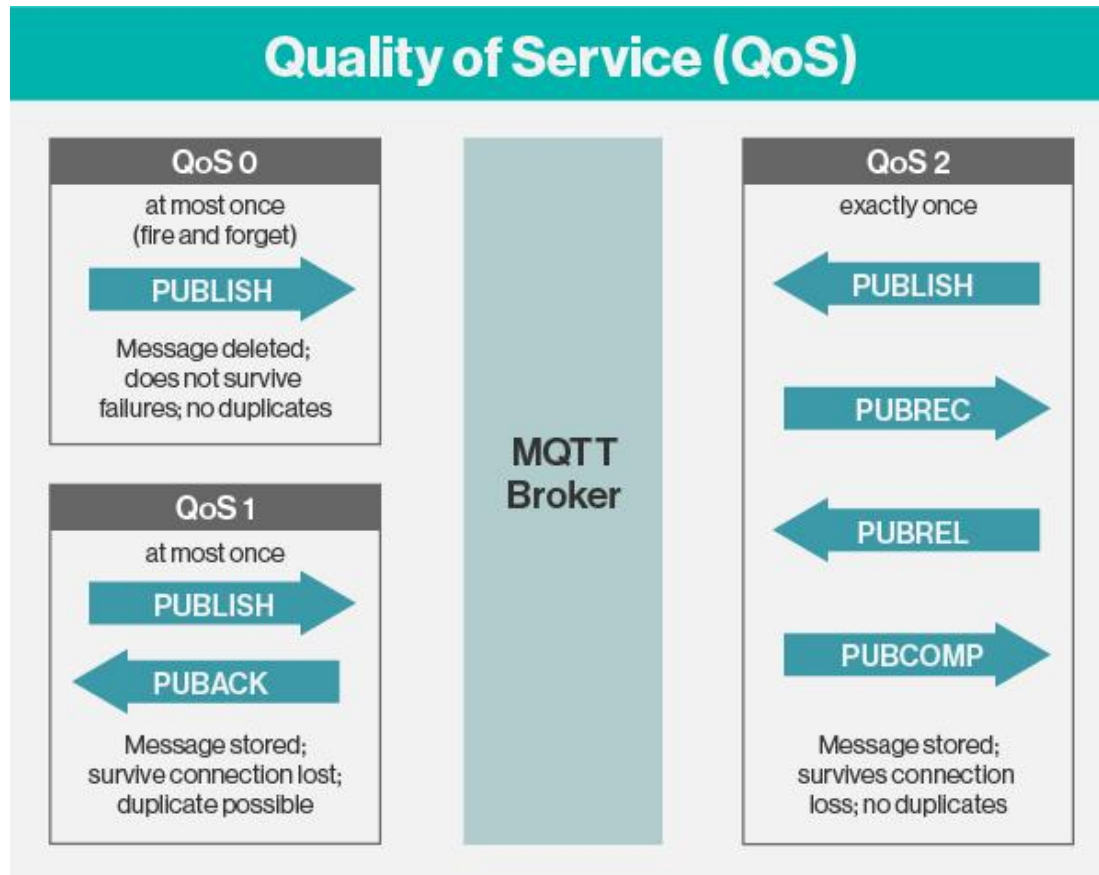 Quality of Service (QoS)
QoS 0
at most once
(fire and forget)
PUBLISH
Message deleted;
does not survive
failures; no duplicates
QoS 1
at most once
PUBLISH
PUBACK
Message stored;
survive connection lost;
duplicate possible
MQTT
Broker
QoS 2
exactly once
PUBLISH
PUBREC
PUBREL
PUBCOMP
Message stored;
survives connection
loss; no duplicates